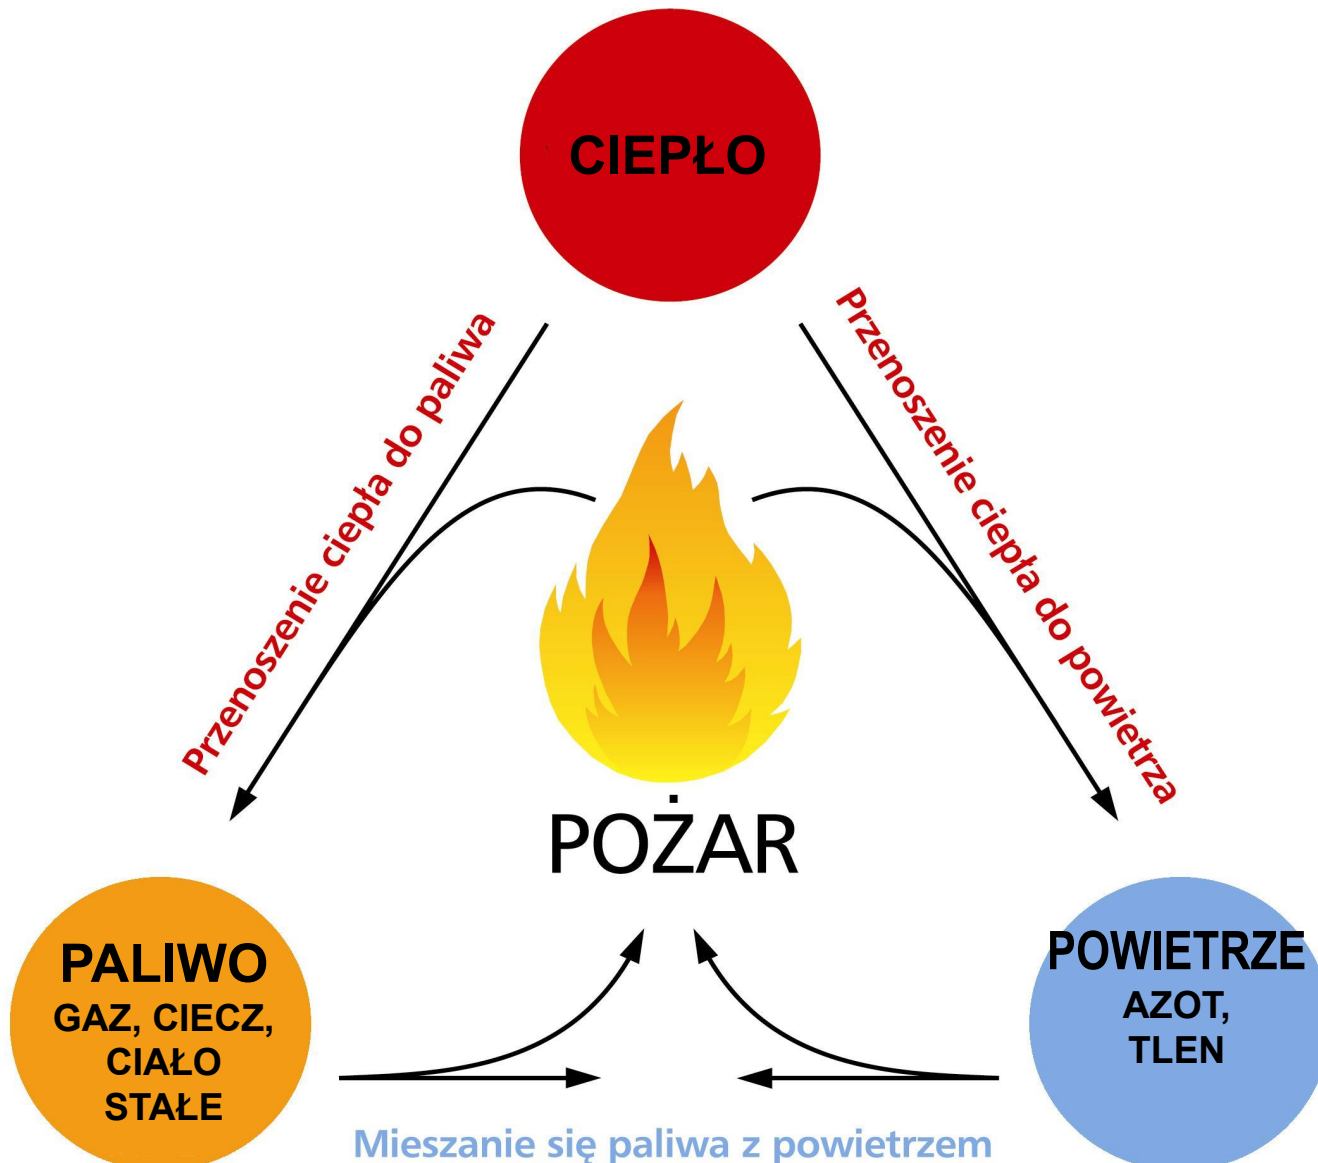 CIEPŁO
Przenoszenie ciepła do paliwa
Przenoszenie ciepła do powietrza
POŻAR
PALIWO
GAZ, CIECZ,
CIAŁO
STAŁE
POWIETRZE
AZOT,
TLEN
Mieszanie się paliwa z powietrzem